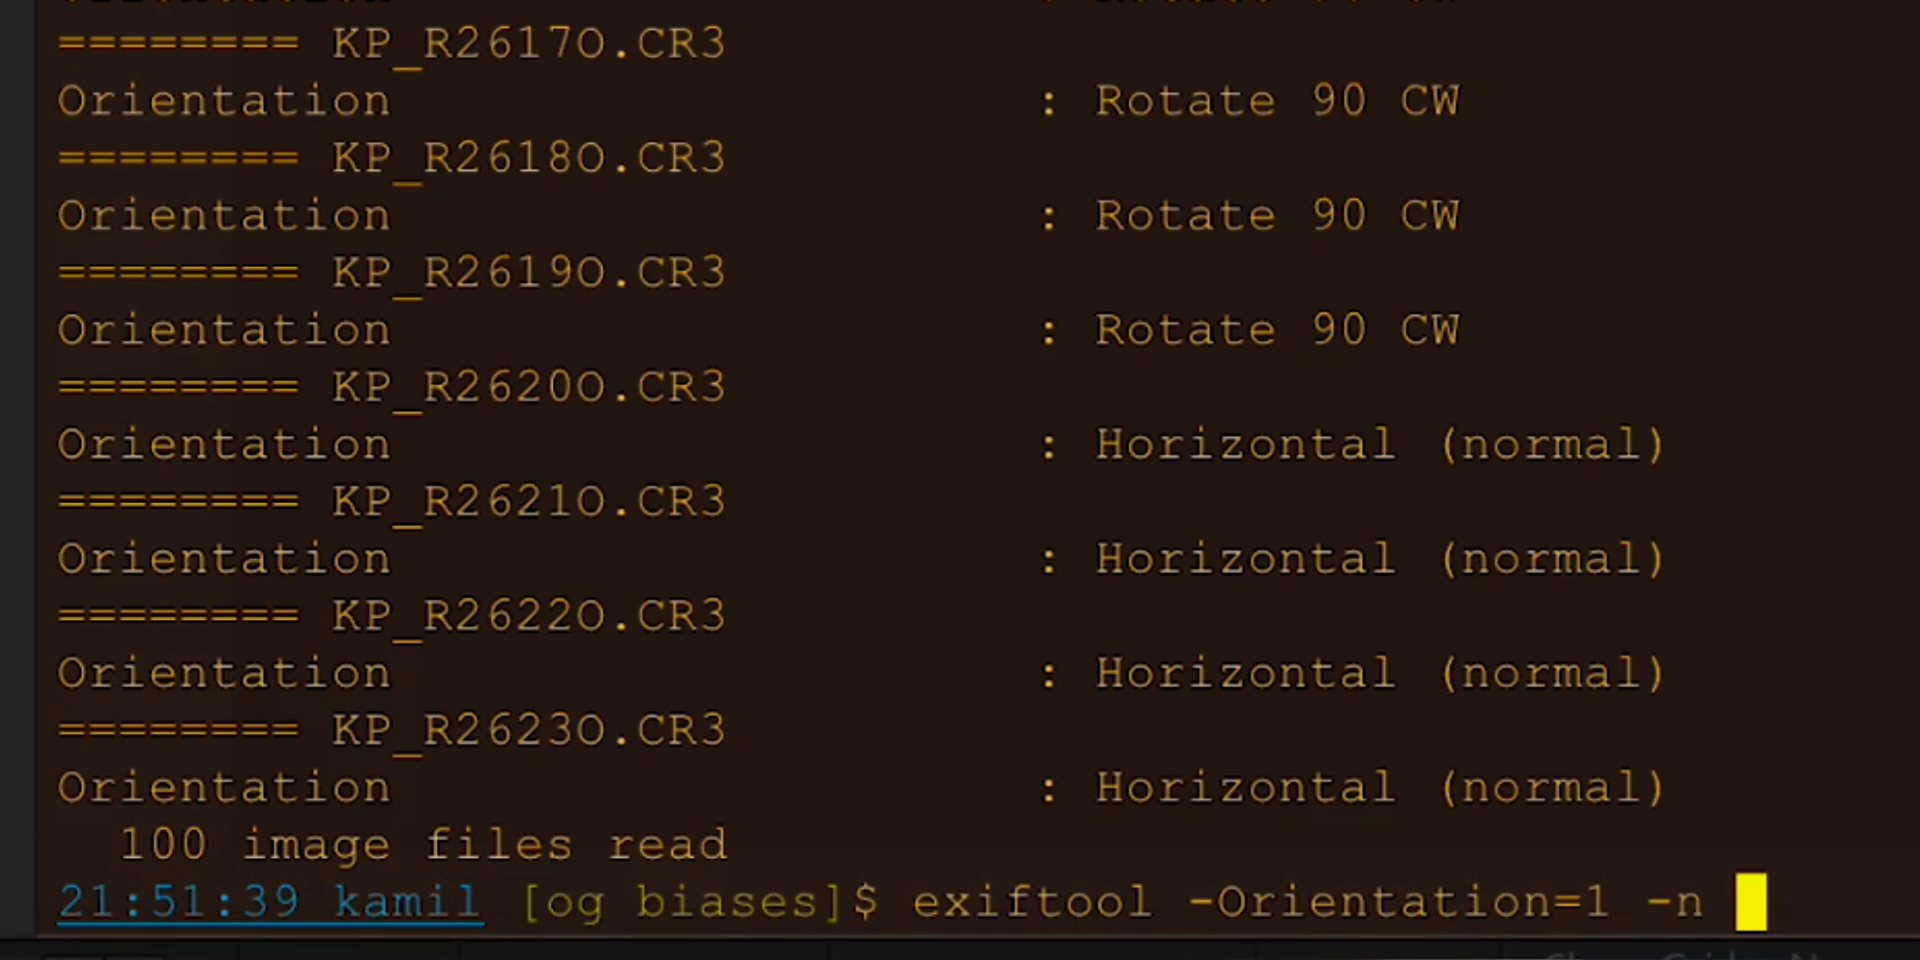 ======== KP_R2617O.CR3
Orientation : Rotate 90 CW
======== KP_R2618O.CR3
Orientation : Rotate 90 CW
======== KP_R2619O.CR3
Orientation : Rotate 90 CW
======== KP_R2620O.CR3
Orientation : Horizontal (normal)
======== KP_R2621O.CR3
Orientation : Horizontal (normal)
======== KP_R2622O.CR3
Orientation : Horizontal (normal)
======== KP_R2623O.CR3
Orientation : Horizontal (normal)
100 image files read
21:51:39 kamil [og biases]$ exiftool -Orientation=1 -n